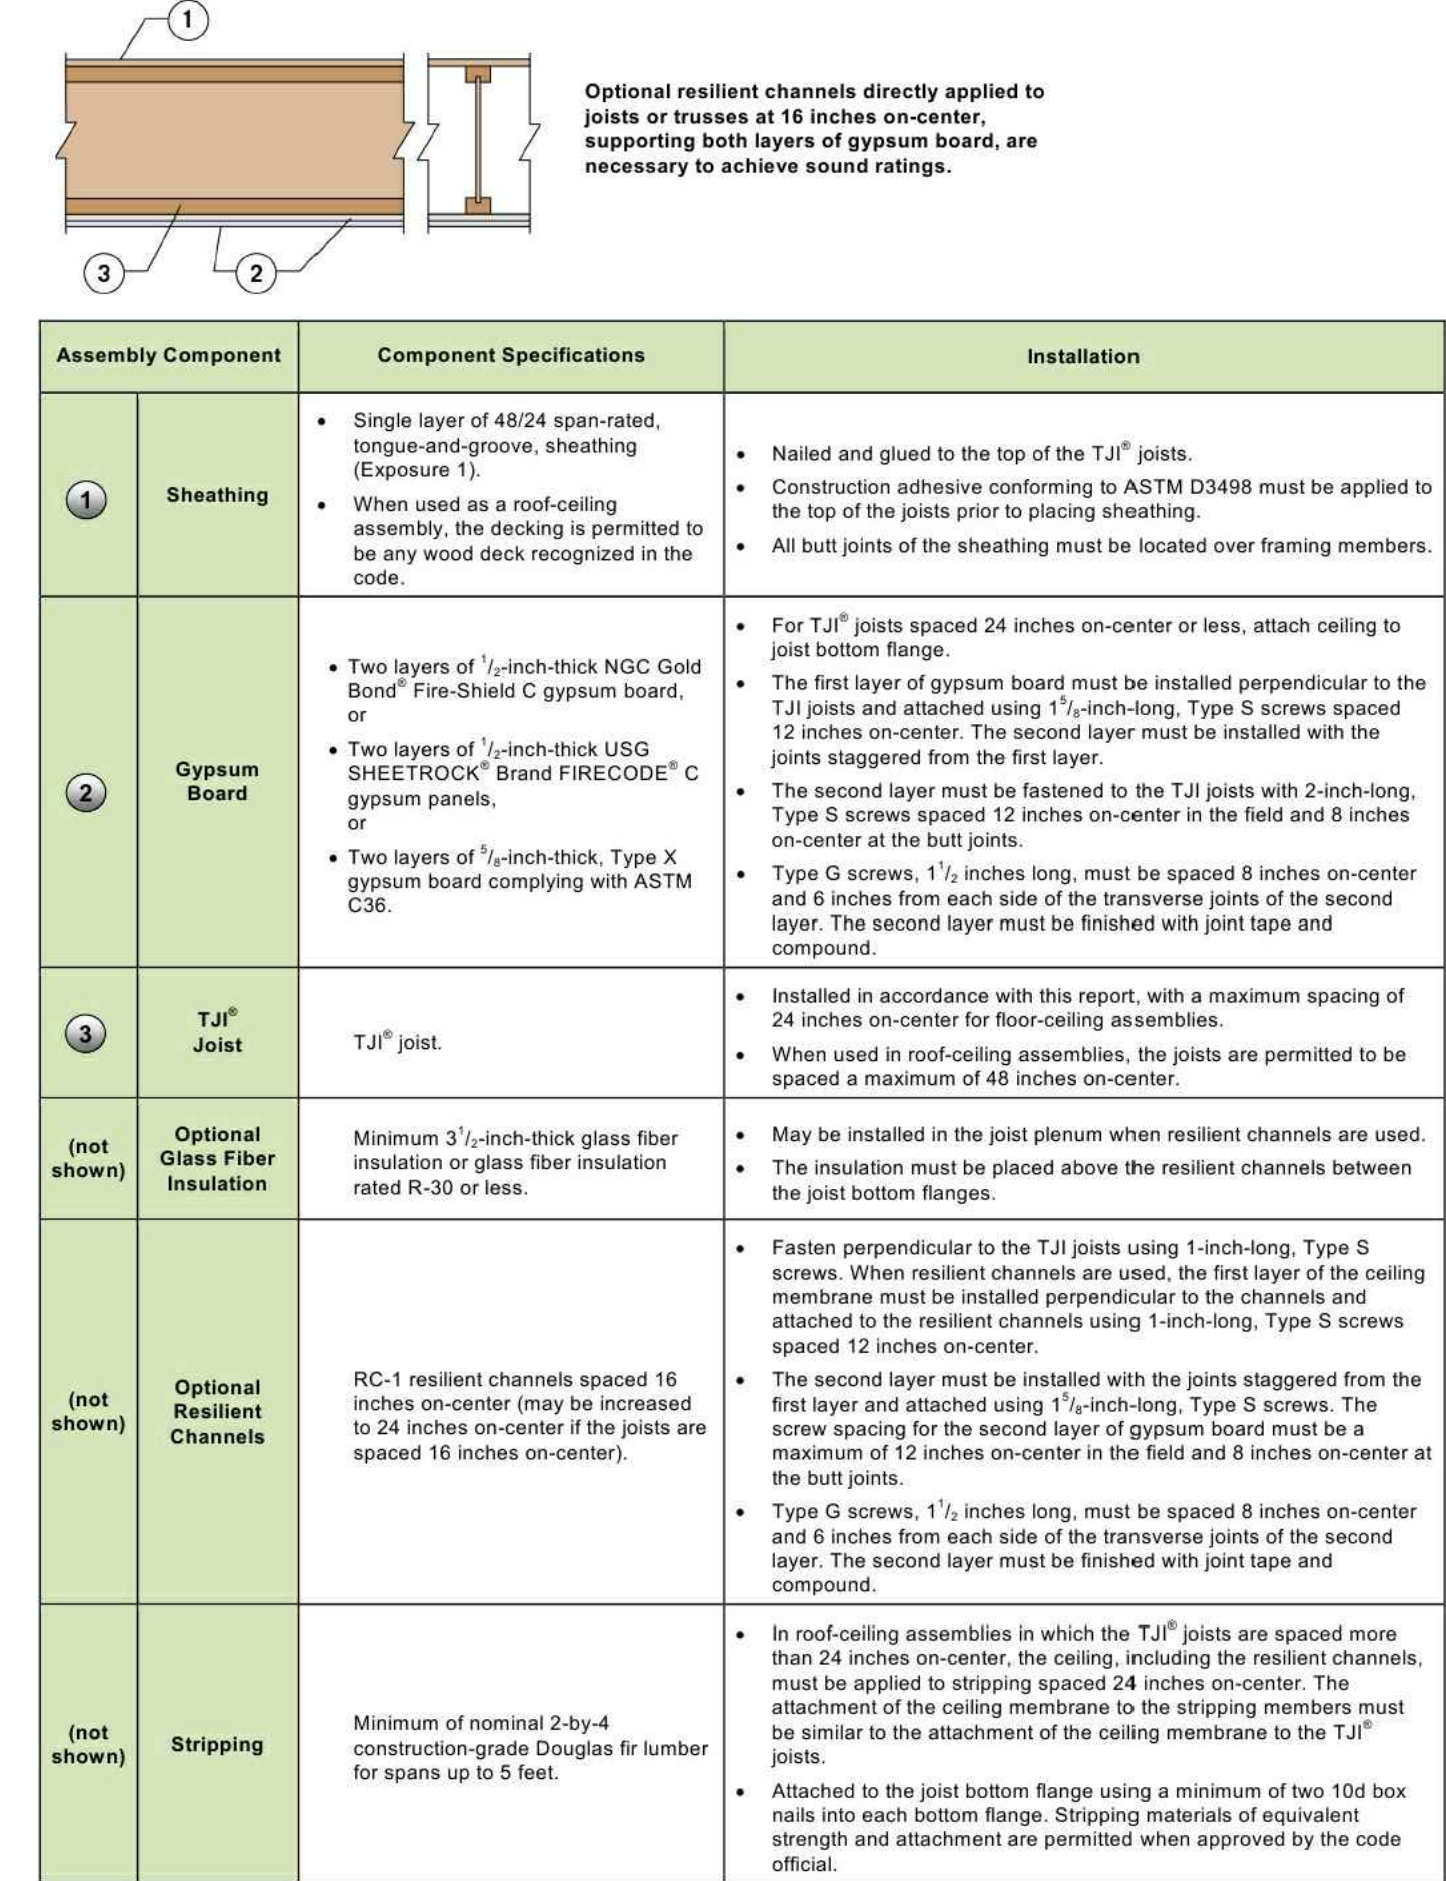 1
Optional resilient channels directly applied to
joists or trusses at 16 inches on-center,
supporting both layers of gypsum board, are
necessary to achieve sound ratings.
3
2
Assembly Component
Component Specifications
Installation
1
Sheathing
• Single layer of 48/24 span-rated,
tongue-and-groove, sheathing
(Exposure 1).
• When used as a roof-ceiling
assembly, the decking is permitted to
be any wood deck recognized in the
code.
• Nailed and glued to the top of the TJI® joists.
• Construction adhesive conforming to ASTM D3498 must be applied to
the top of the joists prior to placing sheathing.
• All butt joints of the sheathing must be located over framing members.
2
Gypsum
Board
• Two layers of 1/2-inch-thick NGC Gold
Bond® Fire-Shield C gypsum board,
or
• Two layers of 1/2-inch-thick USG
SHEETROCK® Brand FIRECODE® C
gypsum panels,
or
• Two layers of 5/8-inch-thick, Type X
gypsum board complying with ASTM
C36.
• For TJI® joists spaced 24 inches on-center or less, attach ceiling to
joist bottom flange.
• The first layer of gypsum board must be installed perpendicular to the
TJI joists and attached using 1 5/8-inch-long, Type S screws spaced
12 inches on-center. The second layer must be installed with the
joints staggered from the first layer.
• The second layer must be fastened to the TJI joists with 2-inch-long,
Type S screws spaced 12 inches on-center in the field and 8 inches
on-center at the butt joints.
• Type G screws, 1 1/2 inches long, must be spaced 8 inches on-center
and 6 inches from each side of the transverse joints of the second
layer. The second layer must be finished with joint tape and
compound.
3
TJI®
Joist
TJI® joist.
• Installed in accordance with this report, with a maximum spacing of
24 inches on-center for floor-ceiling assemblies.
• When used in roof-ceiling assemblies, the joists are permitted to be
spaced a maximum of 48 inches on-center.
(not
shown)
Optional
Glass Fiber
Insulation
Minimum 3 1/2-inch-thick glass fiber
insulation or glass fiber insulation
rated R-30 or less.
• May be installed in the joist plenum when resilient channels are used.
• The insulation must be placed above the resilient channels between
the joist bottom flanges.
(not
shown)
Optional
Resilient
Channels
RC-1 resilient channels spaced 16
inches on-center (may be increased
to 24 inches on-center if the joists are
spaced 16 inches on-center).
• Fasten perpendicular to the TJI joists using 1-inch-long, Type S
screws. When resilient channels are used, the first layer of the ceiling
membrane must be installed perpendicular to the channels and
attached to the resilient channels using 1-inch-long, Type S screws
spaced 12 inches on-center.
• The second layer must be installed with the joints staggered from the
first layer and attached using 1 5/8-inch-long, Type S screws. The
screw spacing for the second layer of gypsum board must be a
maximum of 12 inches on-center in the field and 8 inches on-center at
the butt joints.
• Type G screws, 1 1/2 inches long, must be spaced 8 inches on-center
and 6 inches from each side of the transverse joints of the second
layer. The second layer must be finished with joint tape and
compound.
(not
shown)
Stripping
Minimum of nominal 2-by-4
construction-grade Douglas fir lumber
for spans up to 5 feet.
• In roof-ceiling assemblies in which the TJI® joists are spaced more
than 24 inches on-center, the ceiling, including the resilient channels,
must be applied to stripping spaced 24 inches on-center. The
attachment of the ceiling membrane to the stripping members must
be similar to the attachment of the ceiling membrane to the TJI®
joists.
• Attached to the joist bottom flange using a minimum of two 10d box
nails into each bottom flange. Stripping materials of equivalent
strength and attachment are permitted when approved by the code
official.